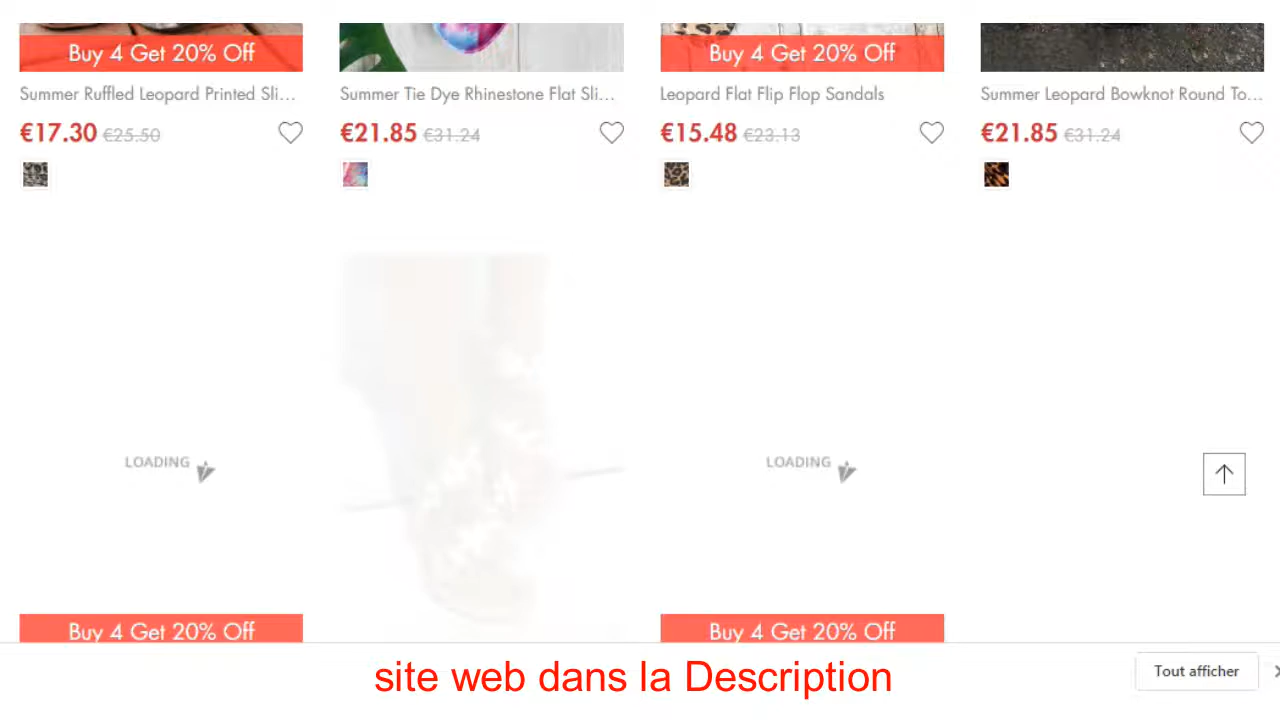 Buy 4 Get 20% Off
Buy 4 Get 20% Off
Summer Ruffled Leopard Printed Sli...
Summer Tie Dye Rhinestone Flat Sli...
Leopard Flat Flip Flop Sandals
Summer Leopard Bowknot Round To...
€17.30 €25.50
€21.85 €31.24
€15.48 €23.13
€21.85 €31.24
LOADING
LOADING
Buy 4 Get 20% Off
Buy 4 Get 20% Off
site web dans la Description
Tout afficher